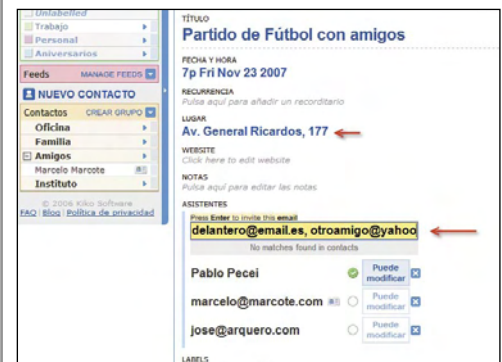 Unlabelled
Trabajo
Personal
Aniversarios
Feeds MANAGE FEEDS
NUEVO CONTACTO
Contactos CREAR GRUPO
Oficina
Familia
Amigos
Marcelo Marcote
Instituto
© 2006 Kiko Software
FAQ | Blog | Política de privacidad
TÍTULO
Partido de Fútbol con amigos
FECHA Y HORA
7p Fri Nov 23 2007
RECURRENCIA
Pulsa aquí para añadir un recorditario
LUGAR
Av. General Ricardos, 177
WEBSITE
Click here to edit website
NOTAS
Pulsa aquí para editar las notas
ASISTENTES
Press Enter to invite this email
delantero@email.es, otroamigo@yahoo
No matches found in contacts
Pablo Pecei Puede modificar
marcelo@marcote.com Puede modificar
jose@arquero.com Puede modificar
LABELS